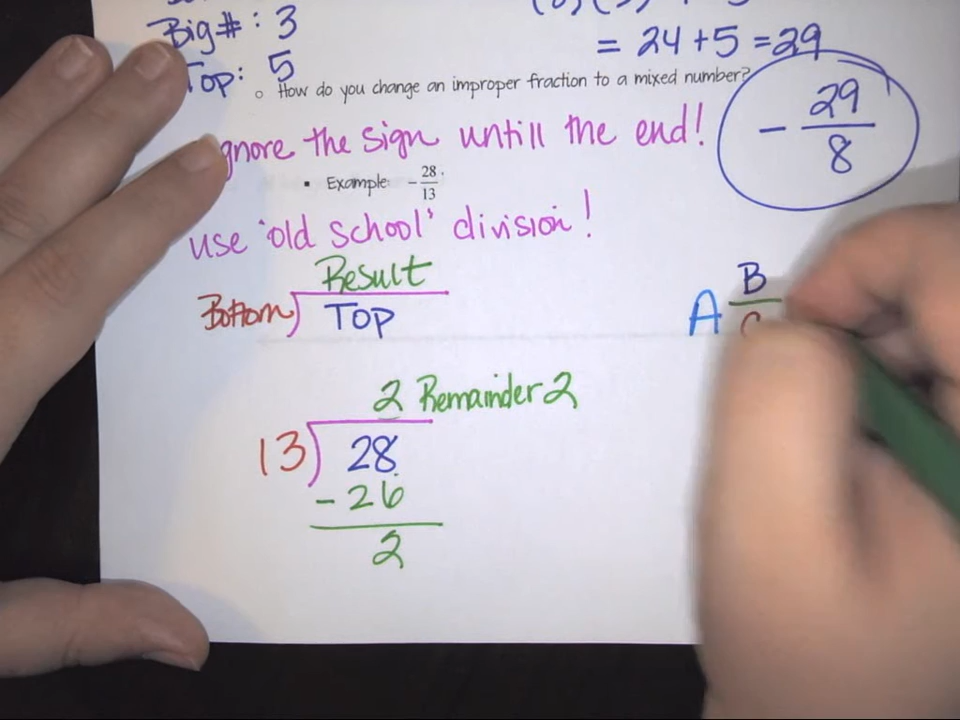 Big#: 3
= 24 + 5 = 29
Top: 5
○ How do you change an improper fraction to a mixed number?
- 29/8
gnore the sign untill the end!
• Example: -28/13
use 'old school' division!
Result
Bottom) Top
A B/C
2 Remainder 2
13) 28
- 26
2